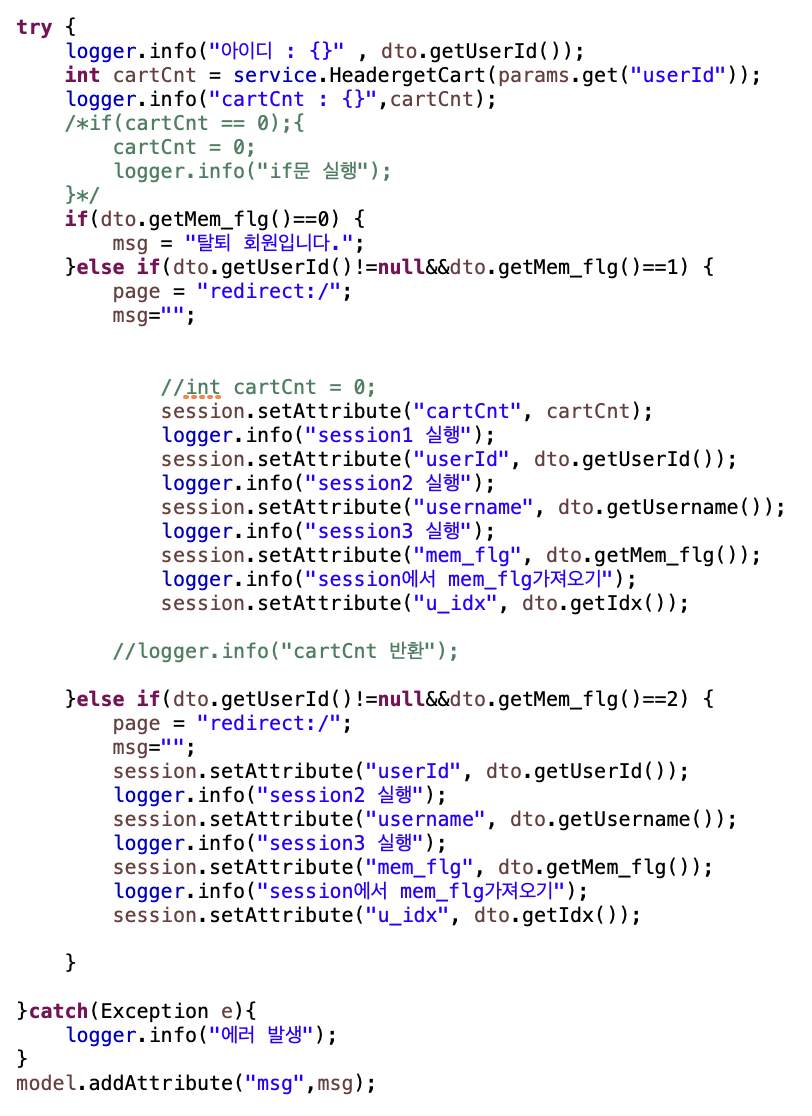 try {
    logger.info("아이디 : {}" , dto.getUserId());
    int cartCnt = service.HeadergetCart(params.get("userId"));
    logger.info("cartCnt : {}",cartCnt);
    /*if(cartCnt == 0);{
        cartCnt = 0;
        logger.info("if문 실행");
    }*/
    if(dto.getMem_flg()==0) {
        msg = "탈퇴 회원입니다.";
    }else if(dto.getUserId()!=null&&dto.getMem_flg()==1) {
        page = "redirect:/";
        msg="";
            //int cartCnt = 0;
            session.setAttribute("cartCnt", cartCnt);
            logger.info("session1 실행");
            session.setAttribute("userId", dto.getUserId());
            logger.info("session2 실행");
            session.setAttribute("username", dto.getUsername());
            logger.info("session3 실행");
            session.setAttribute("mem_flg", dto.getMem_flg());
            logger.info("session에서 mem_flg가져오기");
            session.setAttribute("u_idx", dto.getIdx());
        //logger.info("cartCnt 반환");
    }else if(dto.getUserId()!=null&&dto.getMem_flg()==2) {
        page = "redirect:/";
        msg="";
        session.setAttribute("userId", dto.getUserId());
        logger.info("session2 실행");
        session.setAttribute("username", dto.getUsername());
        logger.info("session3 실행");
        session.setAttribute("mem_flg", dto.getMem_flg());
        logger.info("session에서 mem_flg가져오기");
        session.setAttribute("u_idx", dto.getIdx());
    }
}catch(Exception e){
    logger.info("에러 발생");
}
model.addAttribute("msg",msg);